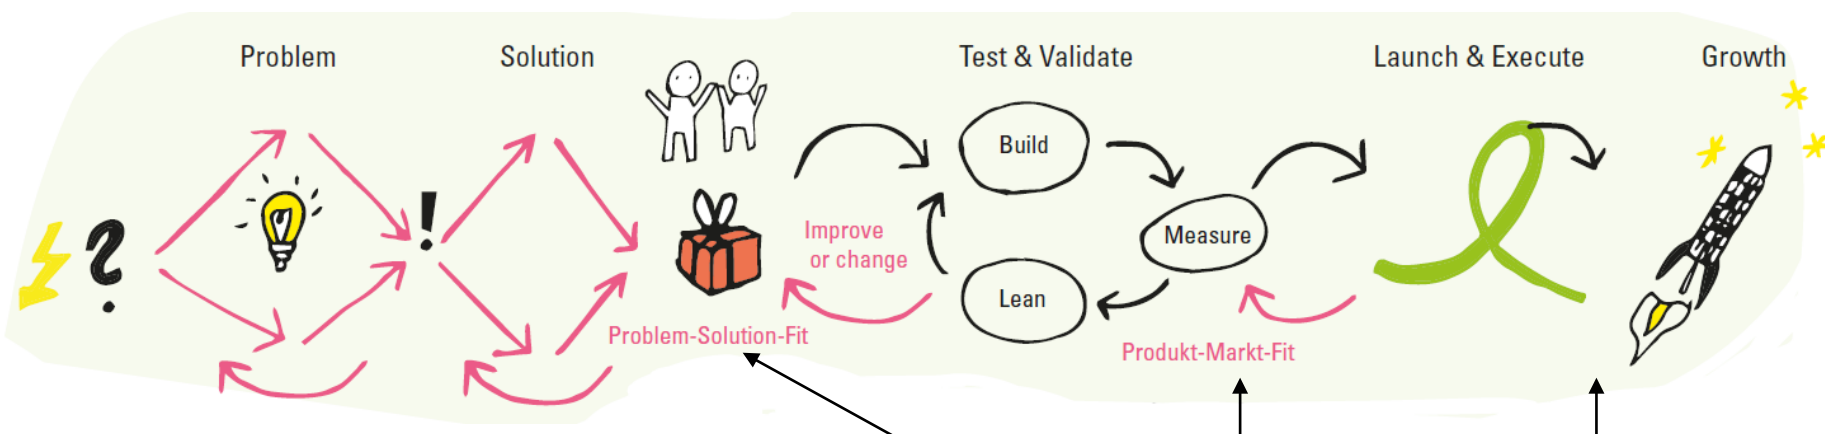 Problem
Solution
Test & Validate
Launch & Execute
Growth
?
!
Build
Measure
Lean
Improve
or change
Problem-Solution-Fit
Produkt-Markt-Fit